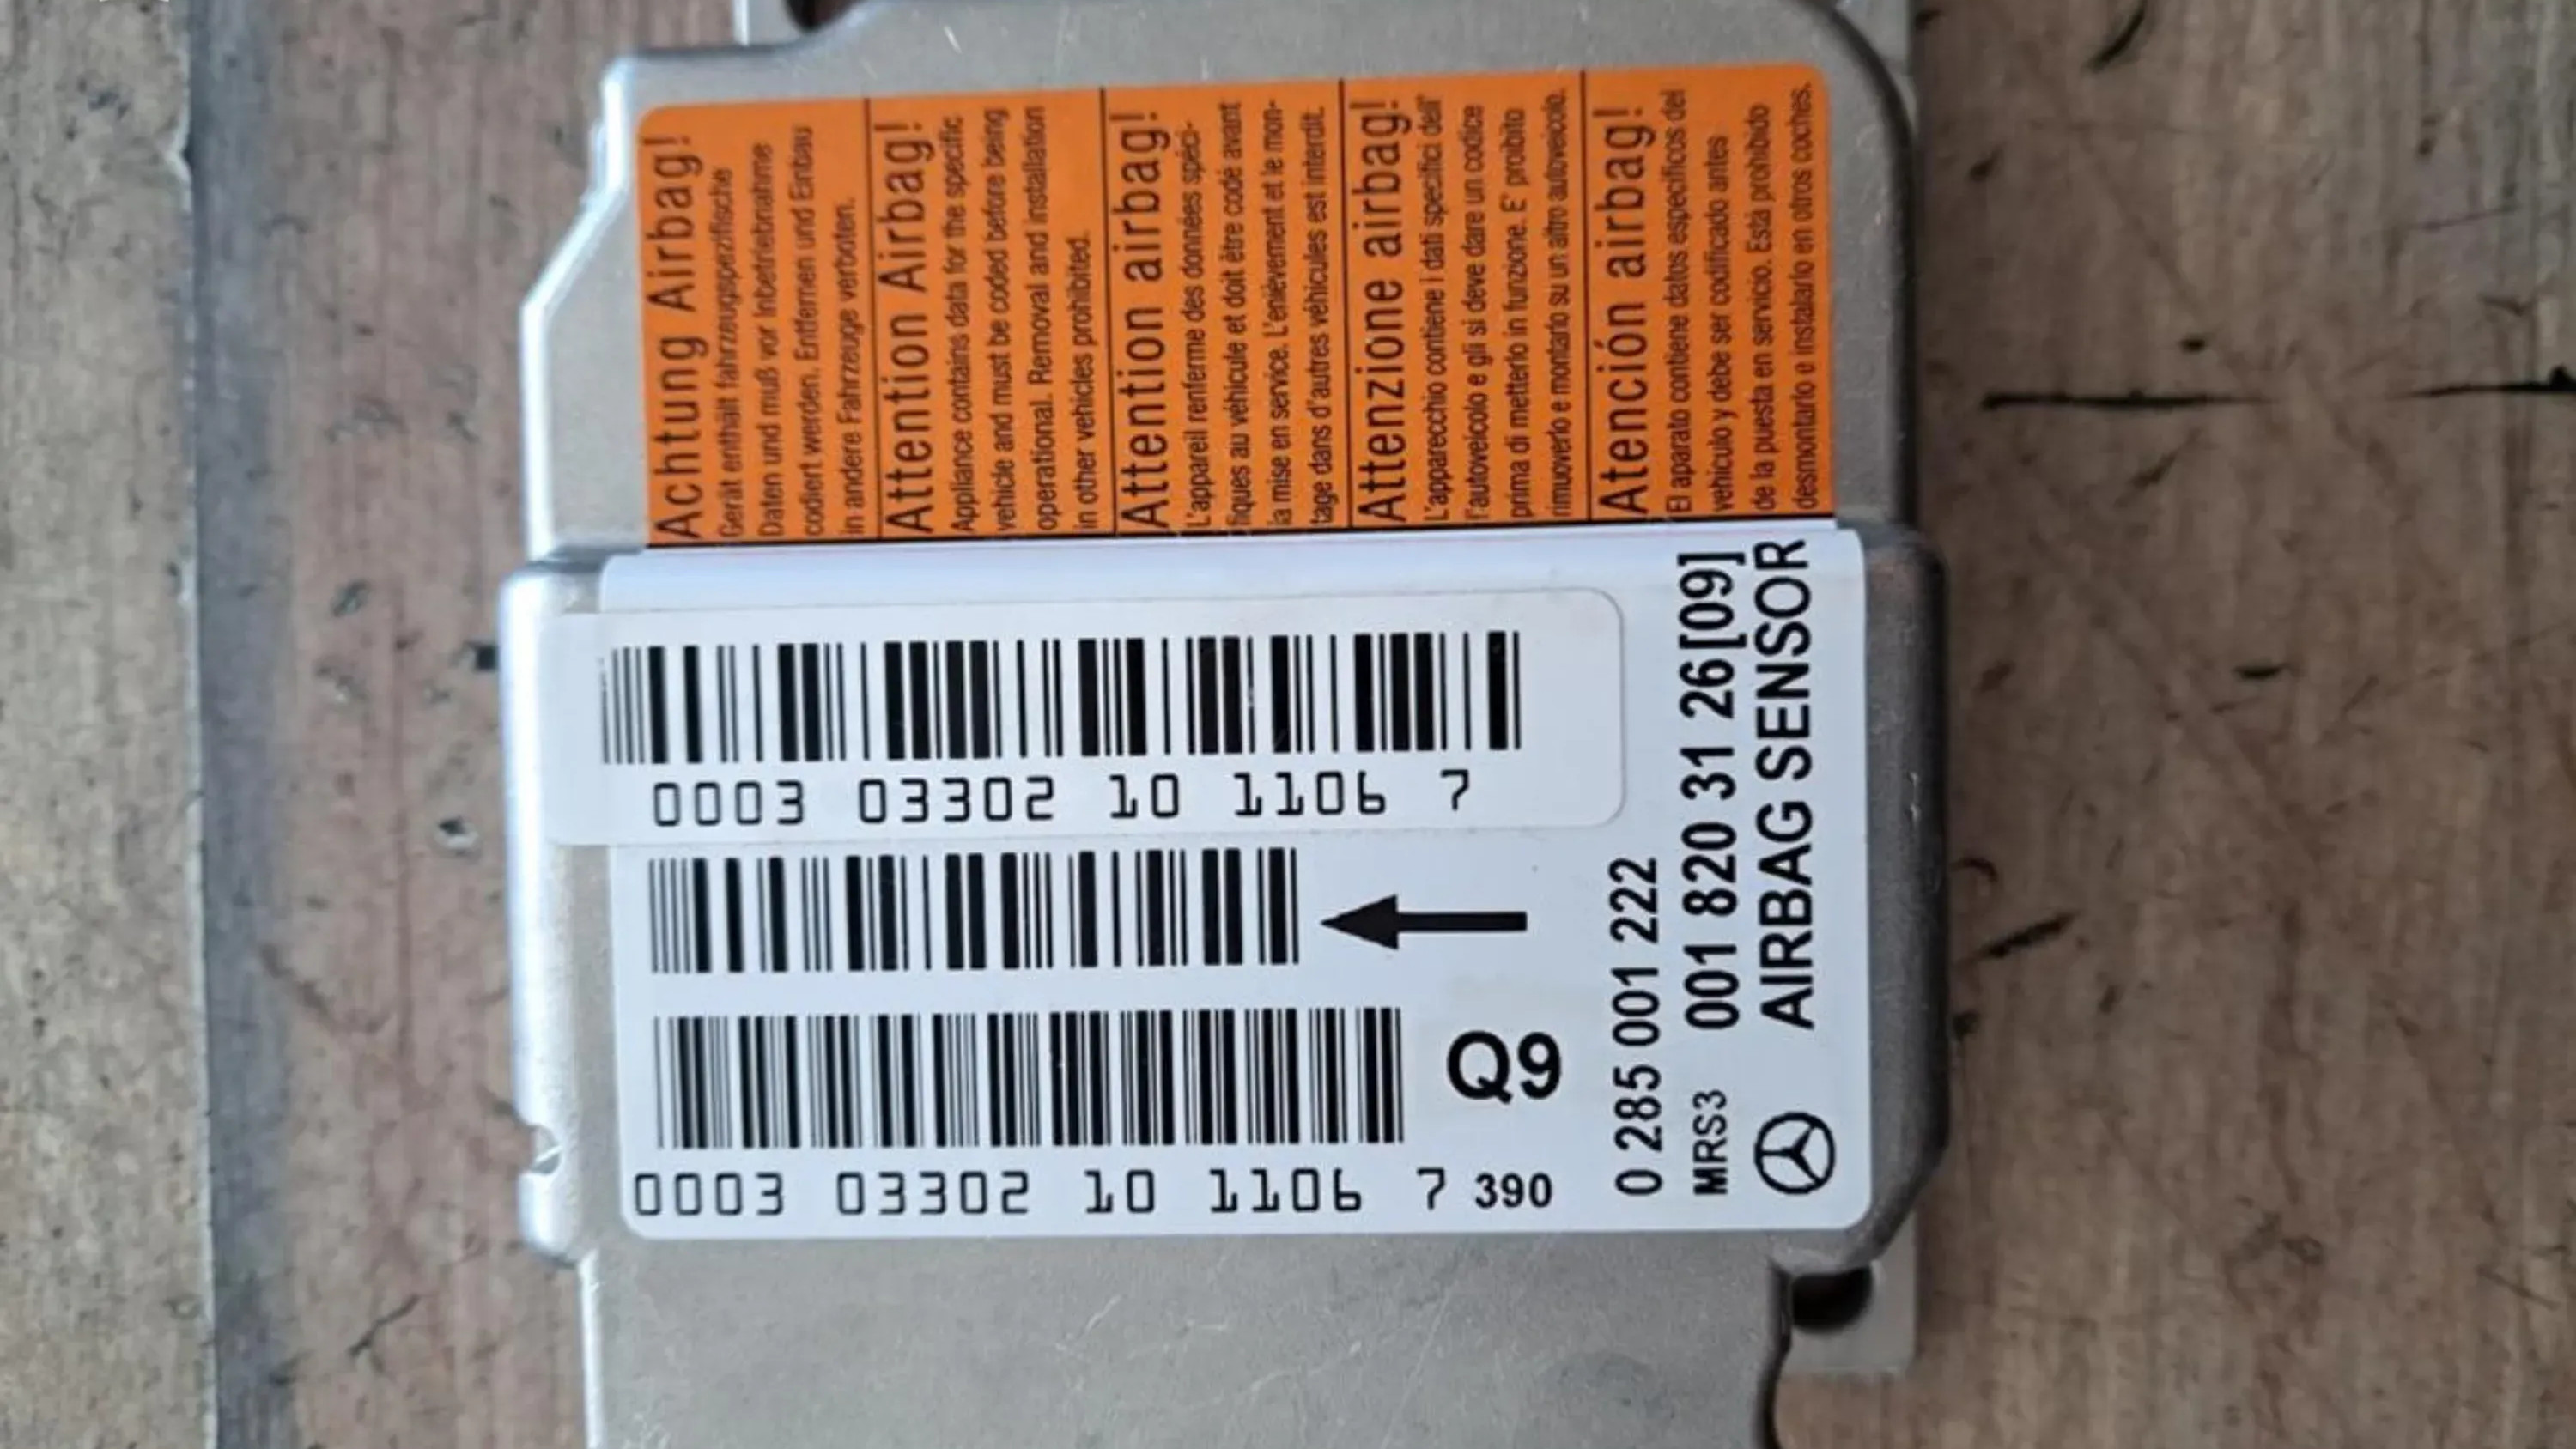 Achtung Airbag!
Gerät enthält fahrzeugspezifische
Daten und muß vor Inbetriebnahme
codiert werden. Entfernen und Einbau
in andere Fahrzeuge verboten.
Attention Airbag!
Appliance contains data for the specific
vehicle and must be coded before being
operational. Removal and installation
in other vehicles prohibited.
Attention airbag!
L'appareil renferme des données spéci-
fiques au véhicule et doit être codé avant
la mise en service. L'enlèvement et le mon-
tage dans d'autres véhicules est interdit.
Attenzione airbag!
L'apparecchio contiene i dati specifici dell'
l'autoveicolo e gli si deve dare un codice
prima di metterlo in funzione. E' proibito
rimuoverlo e montarlo su un altro autoveicolo.
Atención airbag!
El aparato contiene datos especificos del
vehiculo y debe ser codificado antes
de la puesta en servicio. Está prohibido
desmontarlo e instalarlo en otros coches.
0003 03302 10 1106 7
0003 03302 10 1106 7 390
Q9
0 285 001 222
MRS3 001 820 31 26[09]
AIRBAG SENSOR